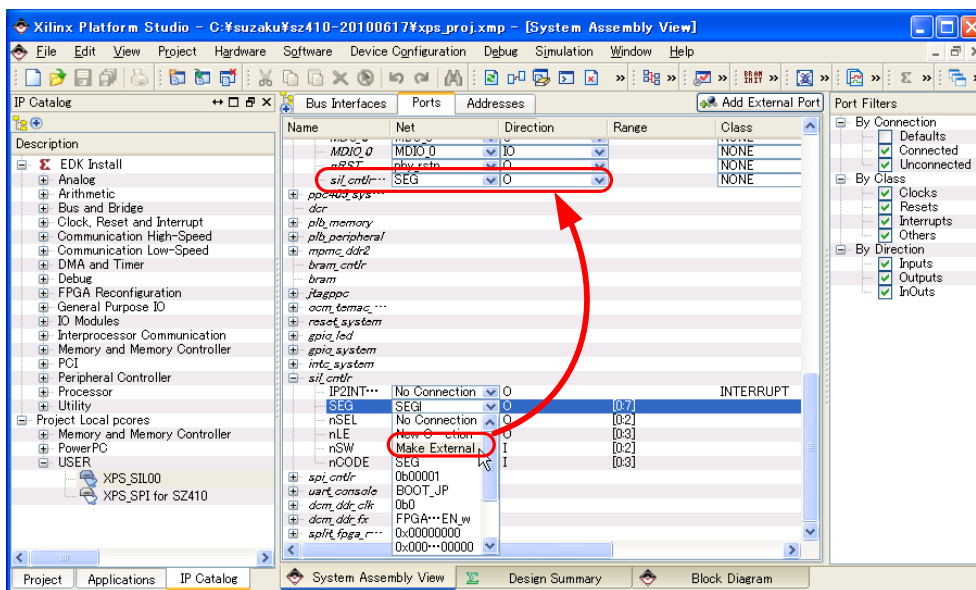 Xilinx Platform Studio - C:¥suzaku¥sz410-20100617¥xps_proj.xmp - [System Assembly View]
File Edit View Project Hardware Software Device Configuration Debug Simulation Window Help
IP Catalog
Description
EDK Install
Analog
Arithmetic
Bus and Bridge
Clock, Reset and Interrupt
Communication High-Speed
Communication Low-Speed
DMA and Timer
Debug
FPGA Reconfiguration
General Purpose IO
IO Modules
Interprocessor Communication
Memory and Memory Controller
PCI
Peripheral Controller
Processor
Utility
Project Local pcores
Memory and Memory Controller
PowerPC
USER
XPS_SIL00
XPS_SPI for SZ410
Project Applications IP Catalog
Bus Interfaces Ports Addresses Add External Port
Name Net Direction Range Class
MDIO_0 MDIO_0 IO NONE
nRST phy_rstn O NONE
sil_cntlr··· SEG O NONE
ppc405_sys···
dcr
plb_memory
plb_peripheral
mpmc_ddr2
bram_cntlr
bram
jtagppc
ocm_temac_···
reset_system
gpio_led
gpio_system
intc_system
sil_cntlr
IP2INT··· No Connection O INTERRUPT
SEG SEG O [0:7]
nSEL No Connection O [0:2]
nLE O [0:3]
nSW Make External I [0:2]
nCODE SEG I [0:3]
spi_cntlr 0b00001
uart_console BOOT_JP
dcm_ddr_clk 0b0
dcm_ddr_fx FPGA···EN_w
split_fpga_r··· 0x00000000
0x000···00000
System Assembly View Design Summary Block Diagram
Port Filters
By Connection
Defaults
Connected
Unconnected
By Class
Clocks
Resets
Interrupts
Others
By Direction
Inputs
Outputs
InOuts